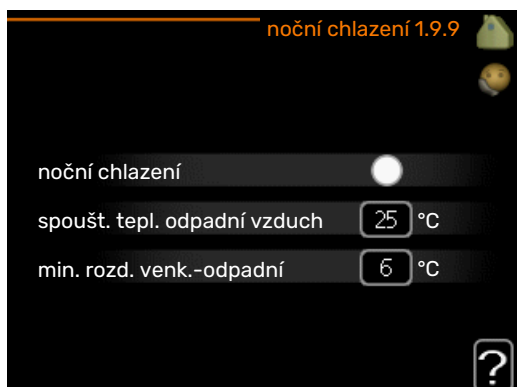 noční chlazení 1.9.9
noční chlazení
spoušt. tepl. odpadní vzduch 25 °C
min. rozd. venk.-odpadní 6 °C
?